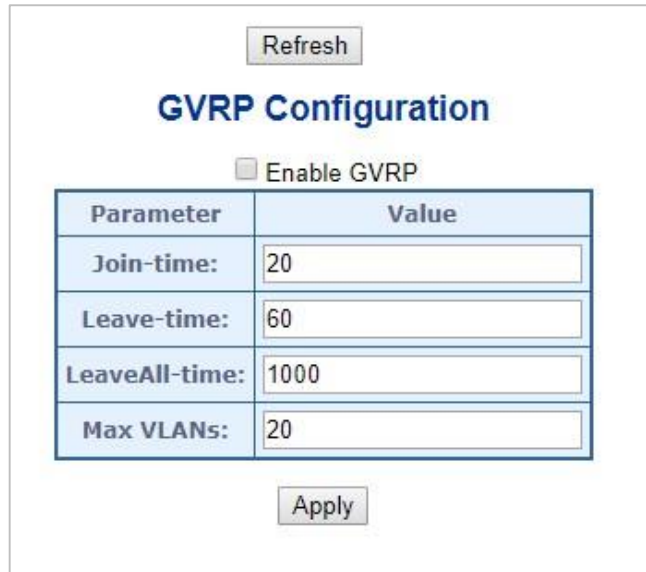 Refresh
GVRP Configuration
Enable GVRP
Parameter Value
Join-time: 20
Leave-time: 60
LeaveAll-time: 1000
Max VLANs: 20
Apply